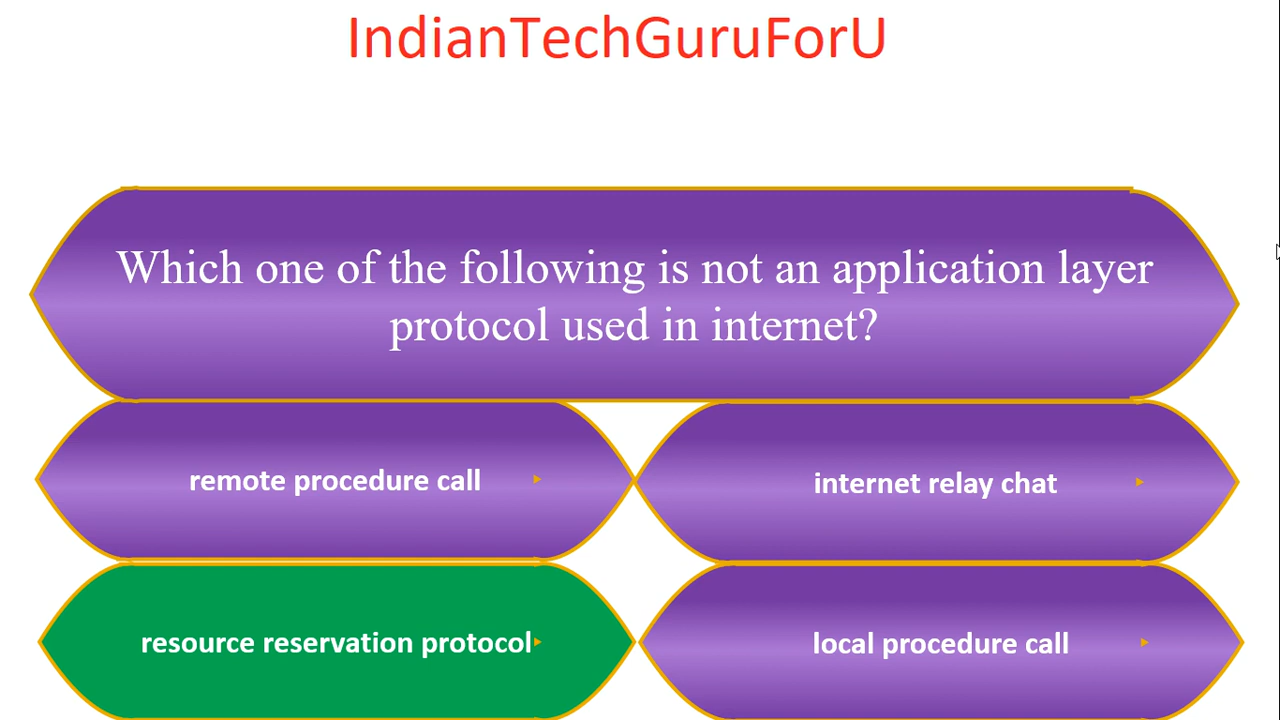 IndianTechGuruForU
Which one of the following is not an application layer
protocol used in internet?
remote procedure call
internet relay chat
resource reservation protocol
local procedure call